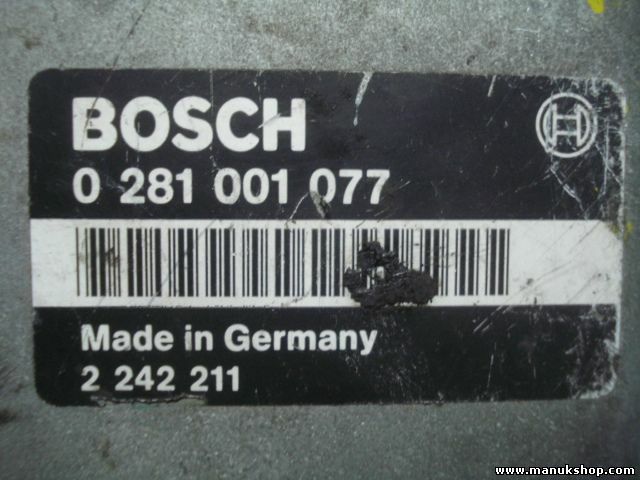 BOSCH
0 281 001 077
Made in Germany
2 242 211
www.manukshop.com